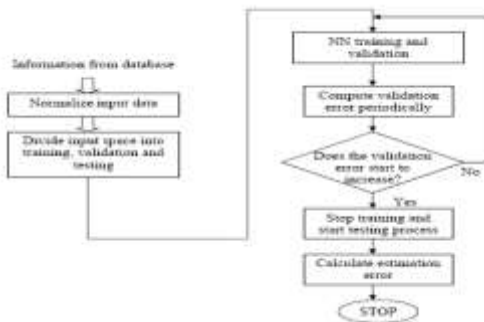 Information from database
Normalize input data
Divide input space into
training, validation and
testing
NN training and
validation
Compute validation
error periodically
Does the validation
error start to
increase?
No
Yes
Stop training and
start testing process
Calculate estimation
error
STOP